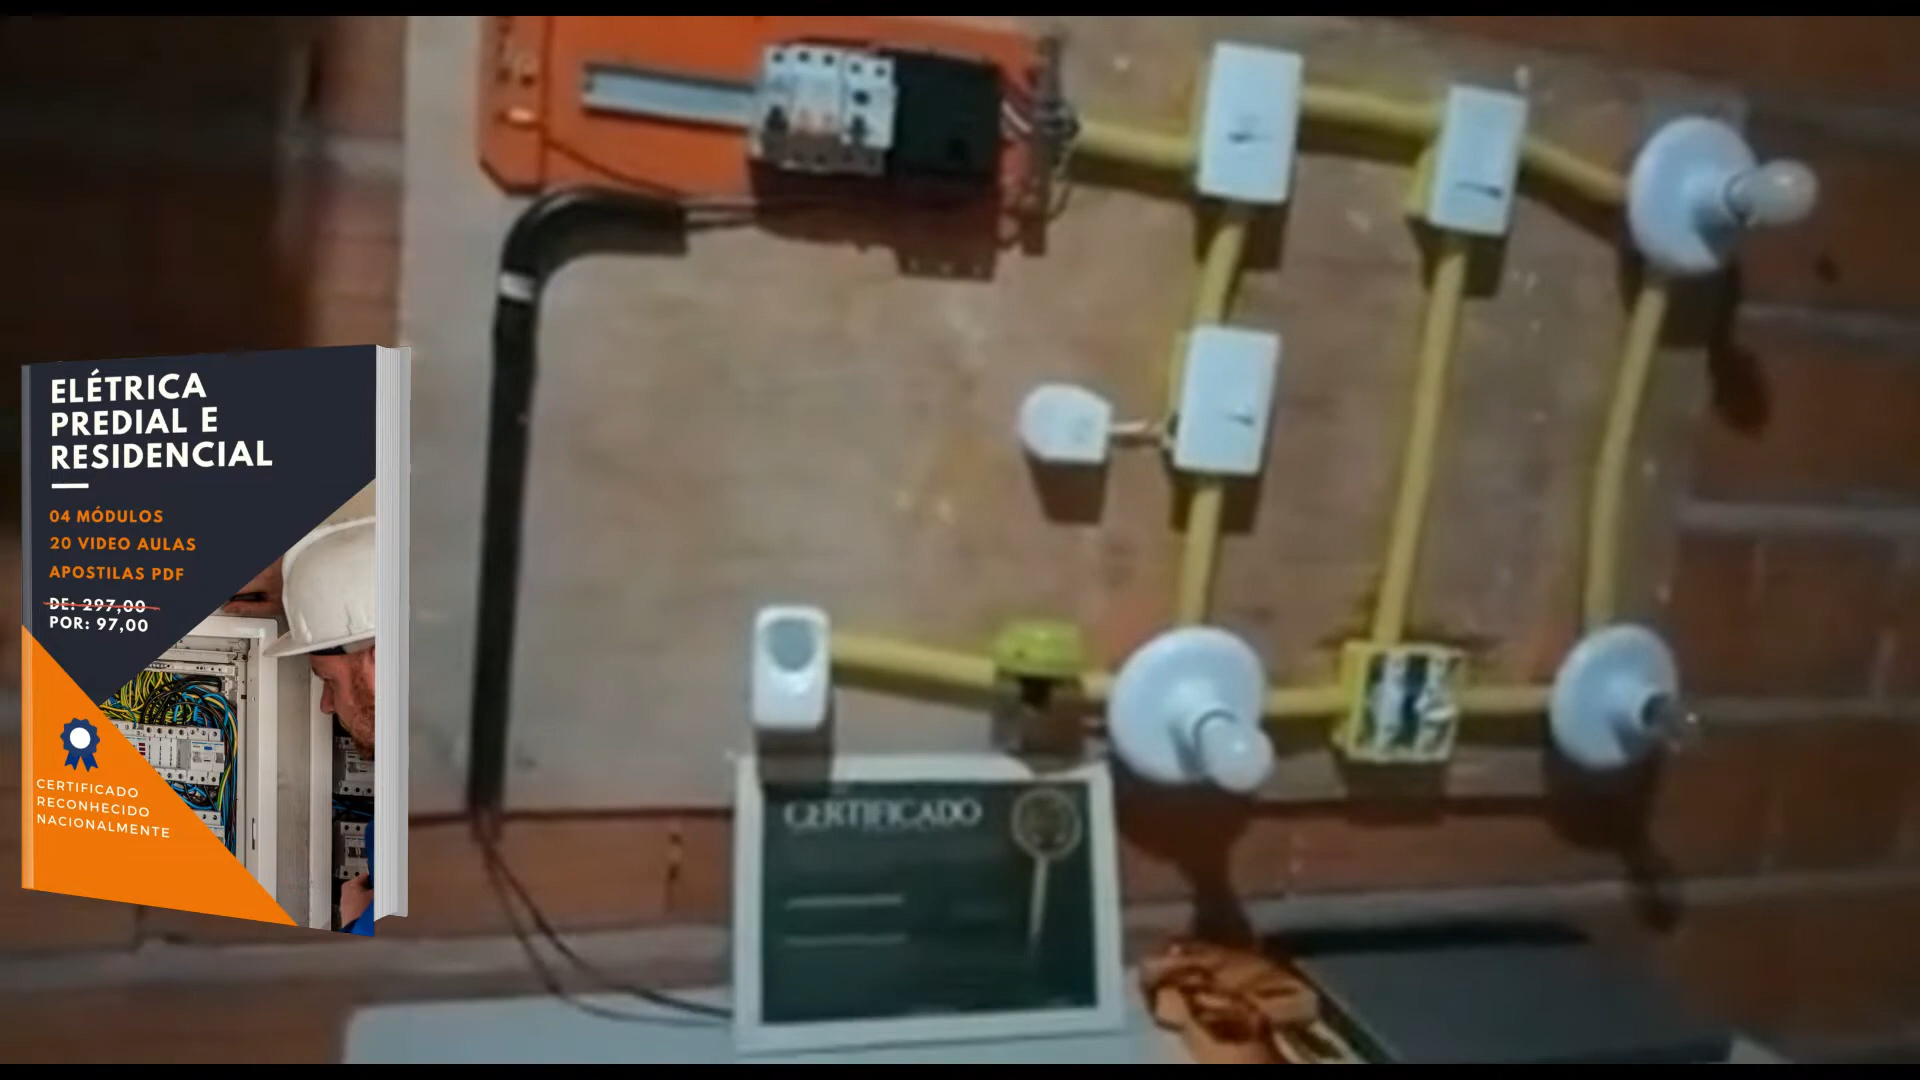 ELÉTRICA
PREDIAL E
RESIDENCIAL
04 MÓDULOS
20 VIDEO AULAS
APOSTILAS PDF
DE: 297,00
POR: 97,00
CERTIFICADO
RECONHECIDO
NACIONALMENTE
CERTIFICADO